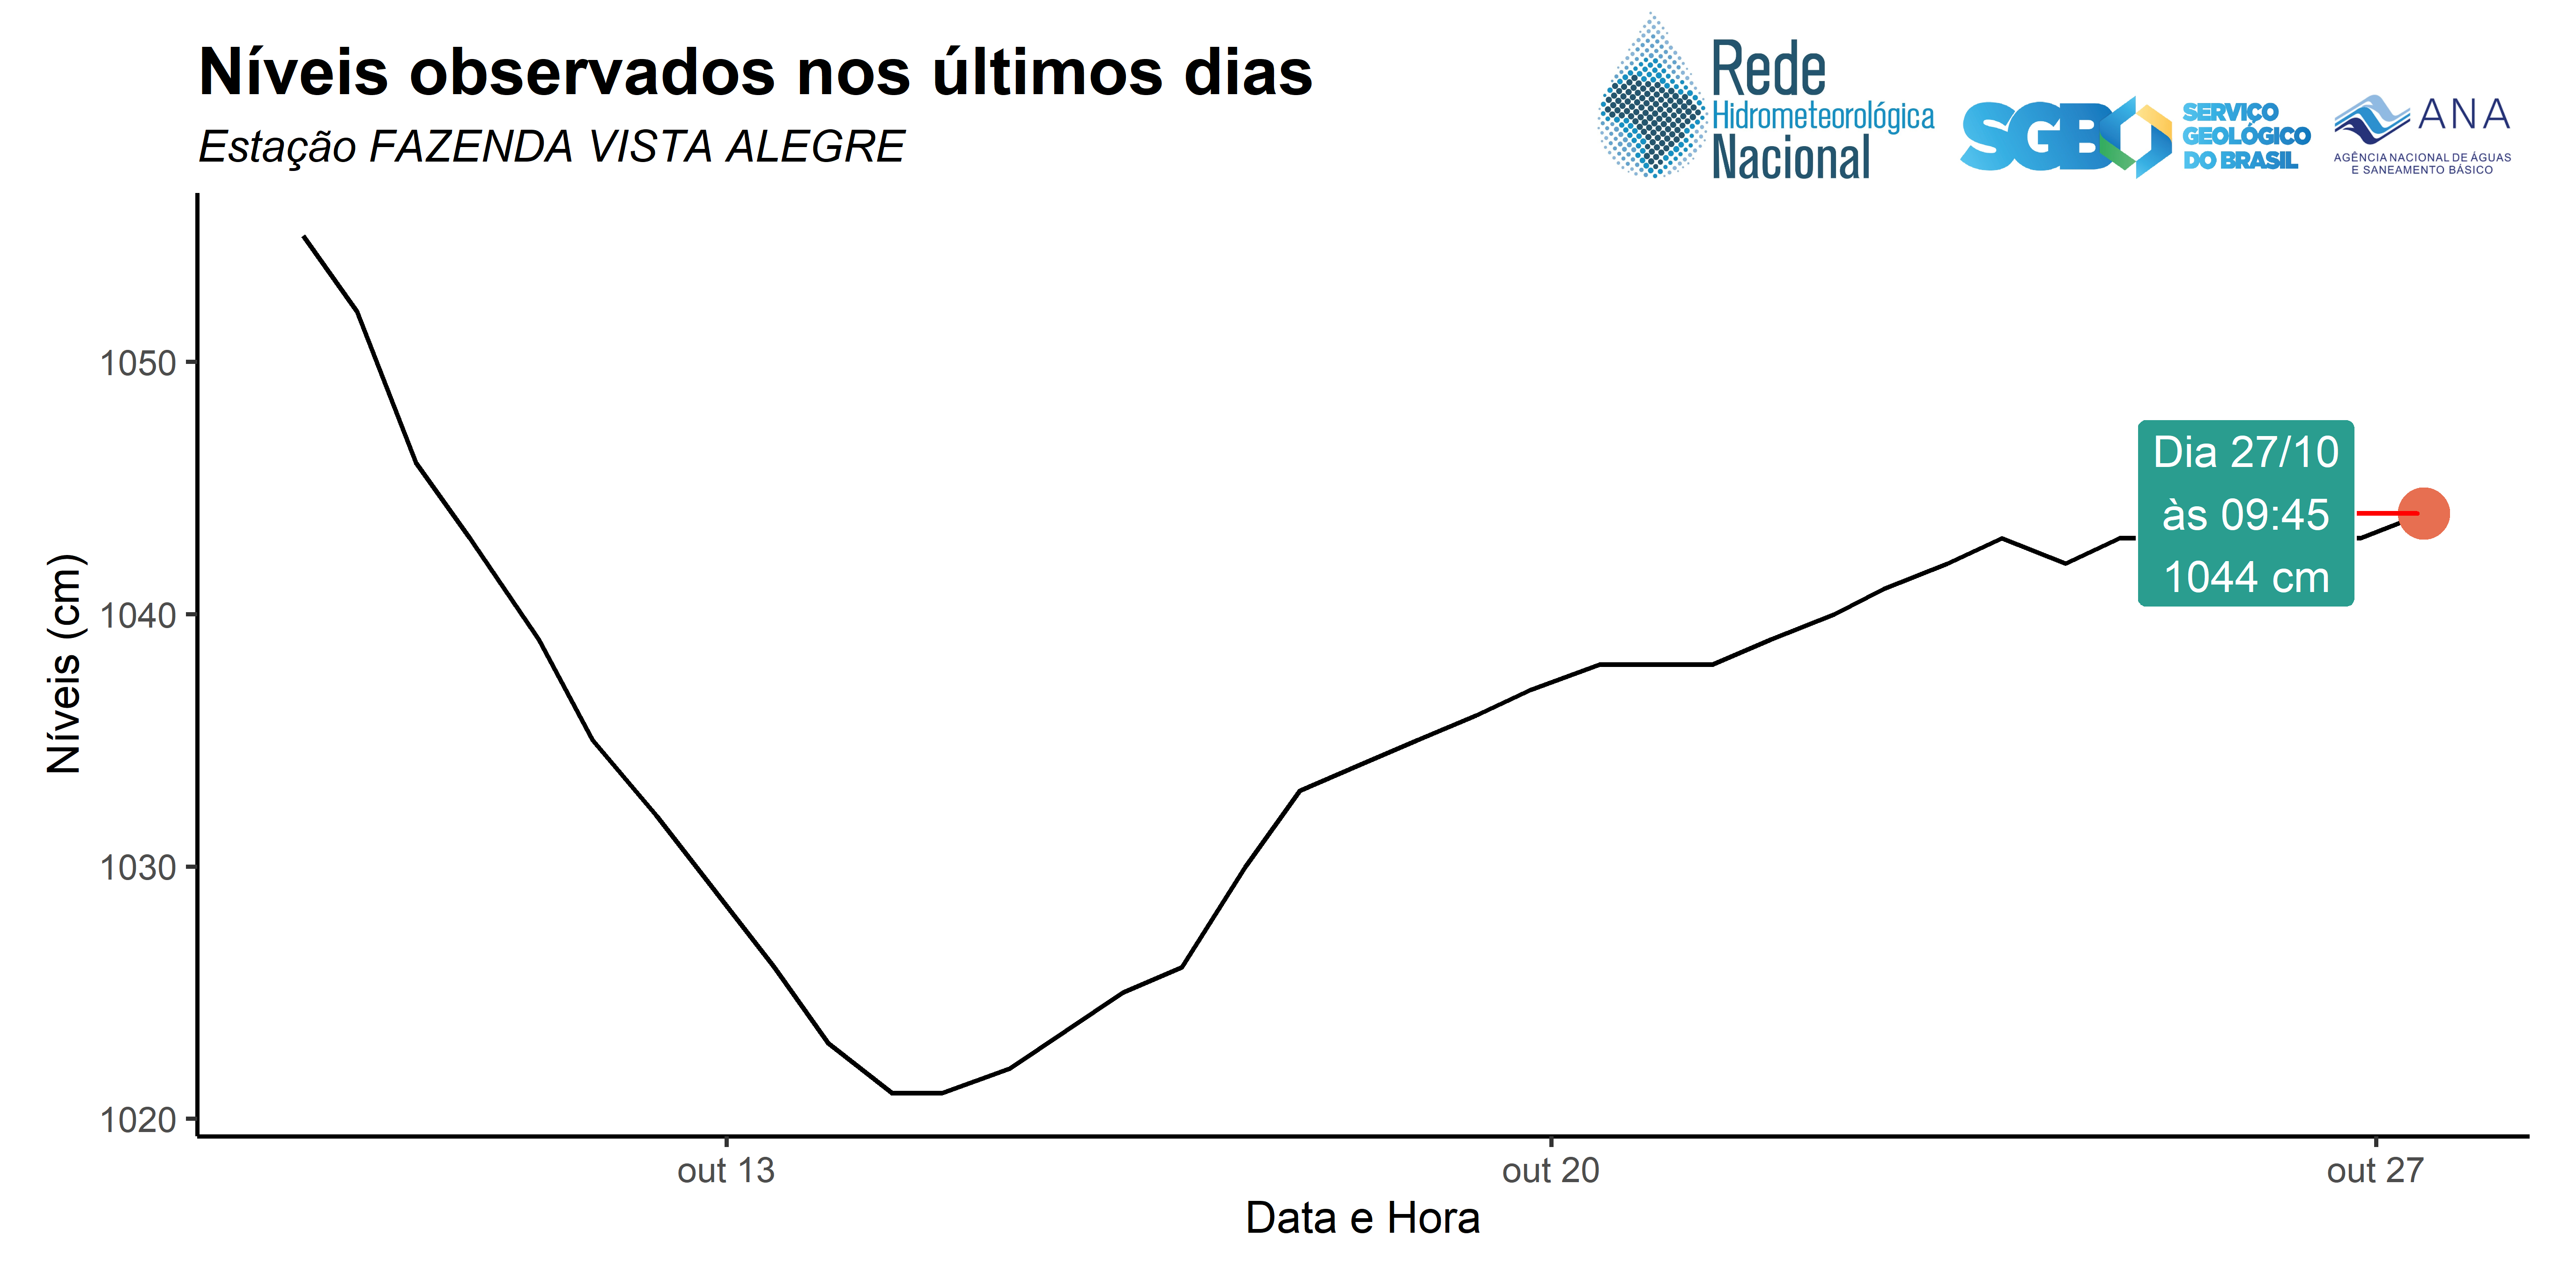 Níveis observados nos últimos dias
Estação FAZENDA VISTA ALEGRE
Rede
Hidrometeorológica
Nacional
SGB
SERVIÇO
GEOLÓGICO
DO BRASIL
ANA
AGÊNCIA NACIONAL DE ÁGUAS
E SANEAMENTO BÁSICO
Níveis (cm)
1050
1040
1030
1020
Dia 27/10
às 09:45
1044 cm
out 13
out 20
out 27
Data e Hora